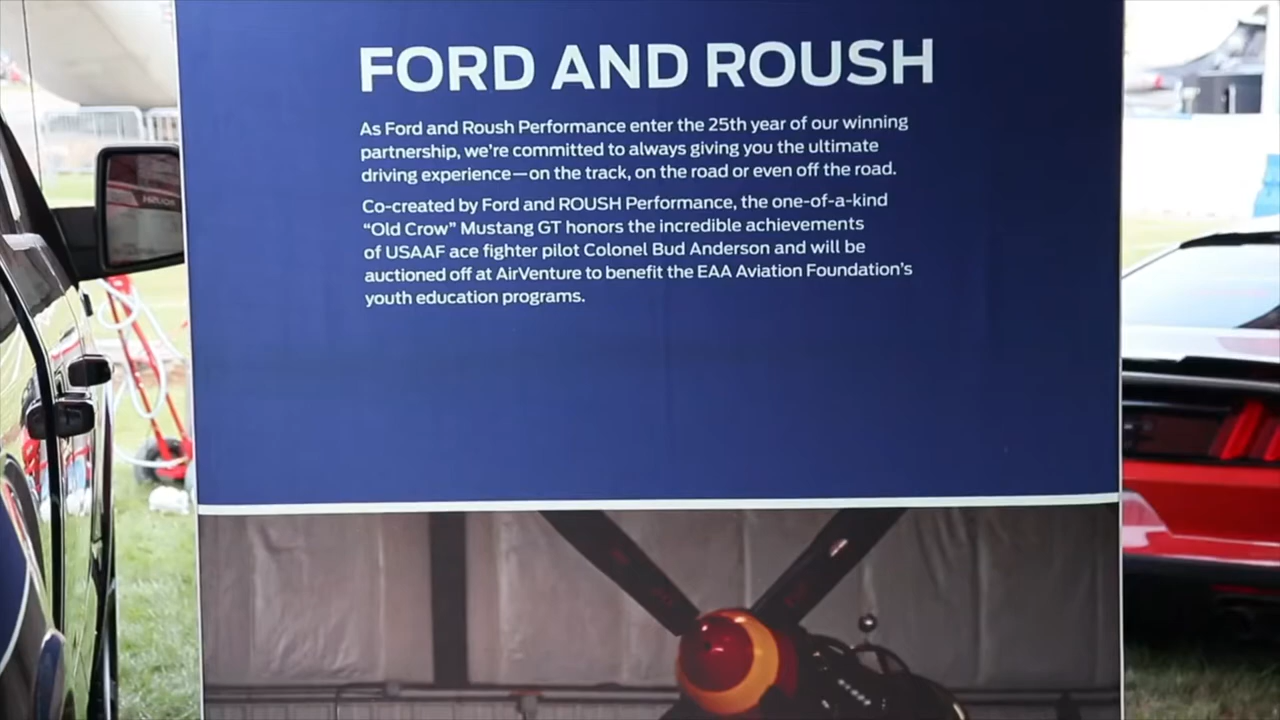 FORD AND ROUSH
As Ford and Roush Performance enter the 25th year of our winning
partnership, we're committed to always giving you the ultimate
driving experience—on the track, on the road or even off the road.
Co-created by Ford and ROUSH Performance, the one-of-a-kind
“Old Crow” Mustang GT honors the incredible achievements
of USAAF ace fighter pilot Colonel Bud Anderson and will be
auctioned off at AirVenture to benefit the EAA Aviation Foundation's
youth education programs.